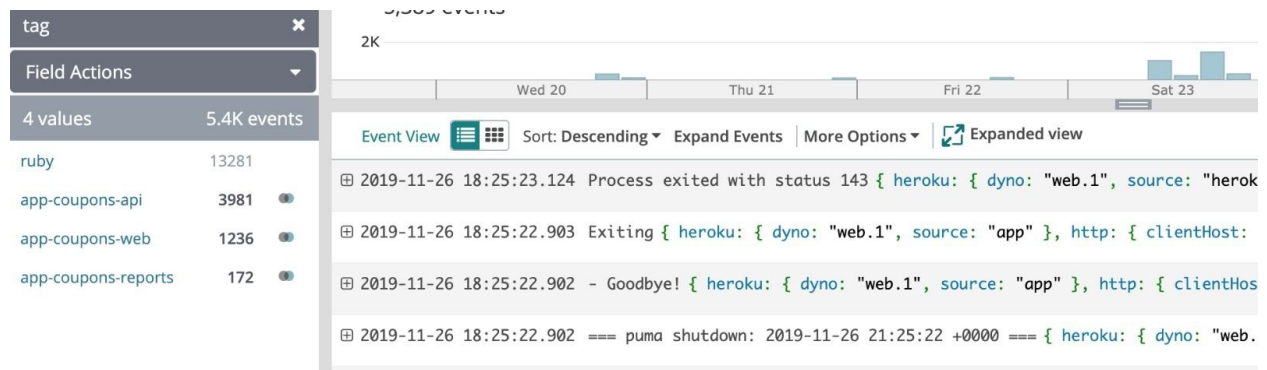 tag
Field Actions
4 values 5.4K events
ruby 13281
app-coupons-api 3981
app-coupons-web 1236
app-coupons-reports 172
5,389 events
2K
Wed 20 Thu 21 Fri 22 Sat 23
Event View Sort: Descending Expand Events More Options Expanded view
2019-11-26 18:25:23.124 Process exited with status 143 { heroku: { dyno: "web.1", source: "herok
2019-11-26 18:25:22.903 Exiting { heroku: { dyno: "web.1", source: "app" }, http: { clientHost:
2019-11-26 18:25:22.902 - Goodbye! { heroku: { dyno: "web.1", source: "app" }, http: { clientHos
2019-11-26 18:25:22.902 === puma shutdown: 2019-11-26 21:25:22 +0000 === { heroku: { dyno: "web.